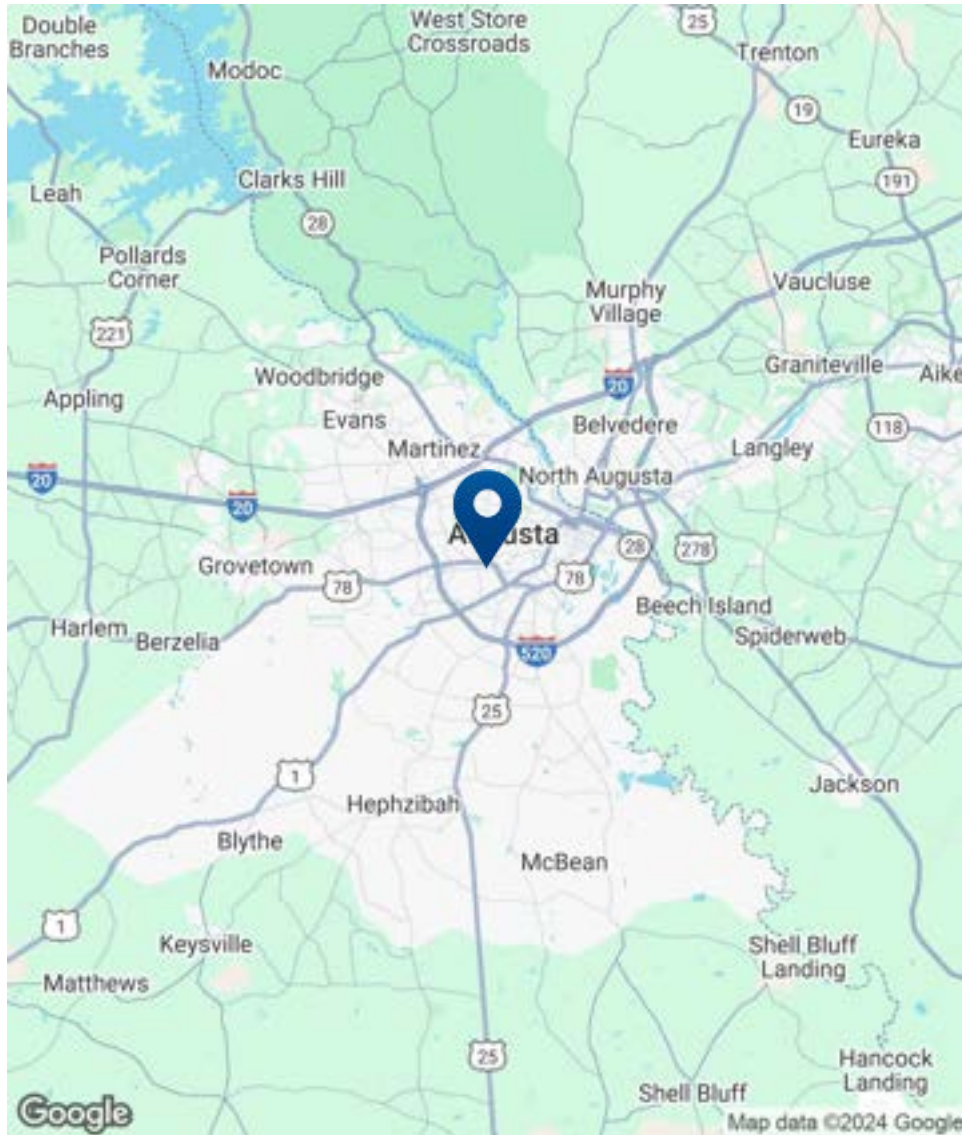 Double
Branches
West Store
Crossroads
25
Trenton
Modoc
19
Eureka
191
Leah
Clarks Hill
28
Pollards
Corner
Vaucluse
Murphy
Village
221
Graniteville
Woodbridge
20
Aike
Appling
Evans
Belvedere
118
Martinez
Langley
20
North Augusta
20
A usta
28
278
Grovetown
78
78
Beech Island
Harlem
Berzelia
Spiderweb
520
25
1
Jackson
Hephzibah
Blythe
McBean
1
Keysville
Shell Bluff
Landing
Matthews
25
Hancock
Landing
Shell Bluff
Google
Map data ©2024 Google